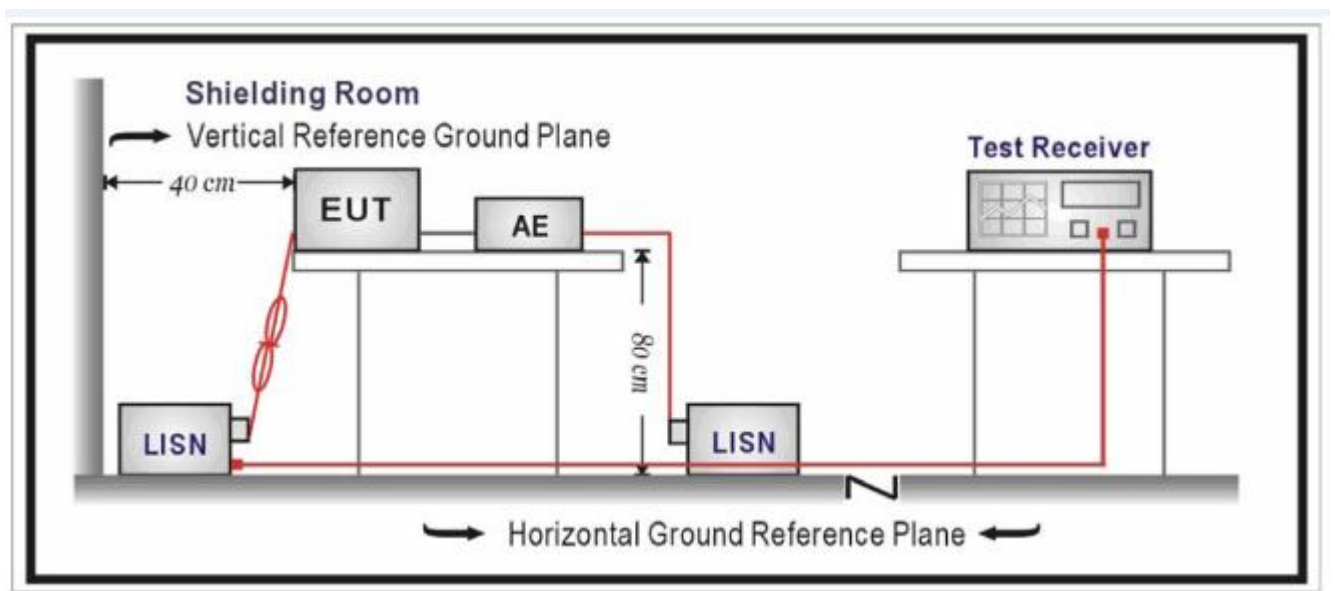 Shielding Room
Vertical Reference Ground Plane
40 cm
EUT
AE
Test Receiver
80 cm
LISN
LISN
Horizontal Ground Reference Plane